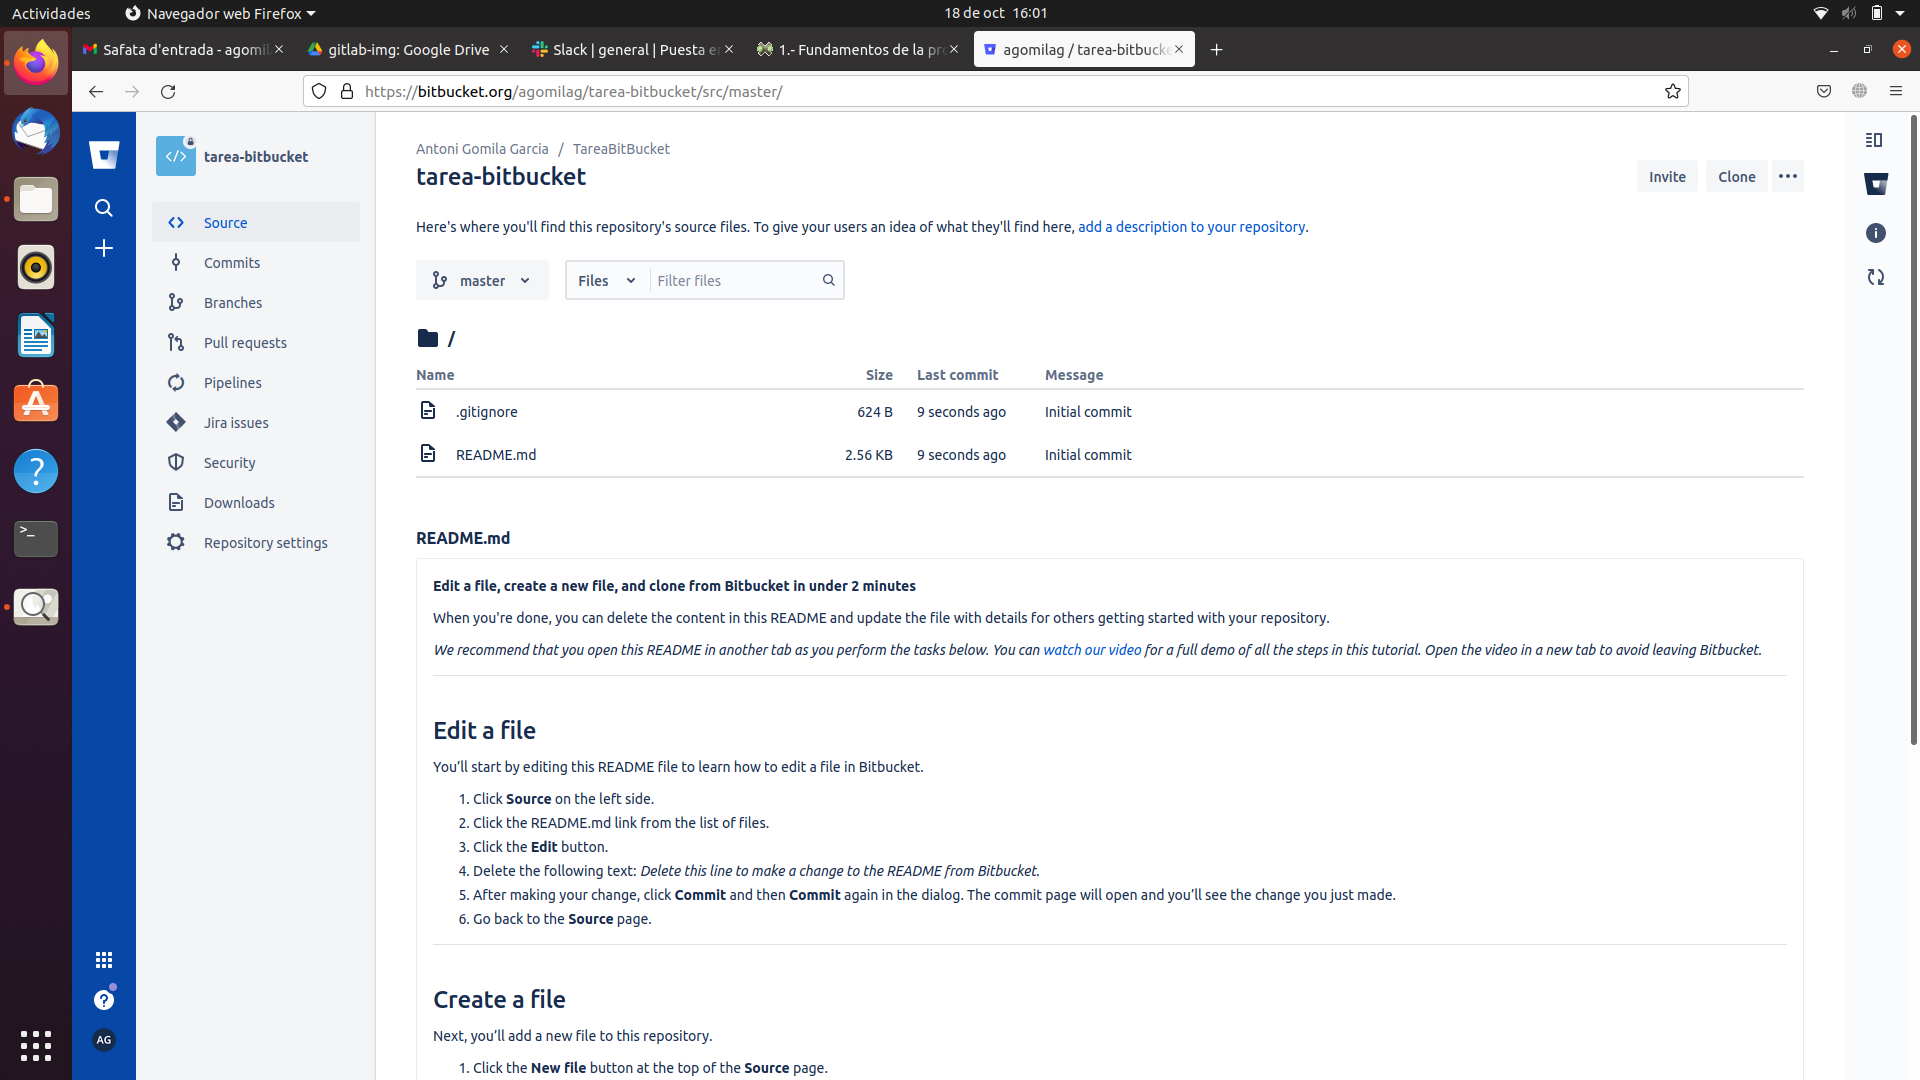 Actividades
Navegador web Firefox
18 de oct 16:01
Safata d'entrada - agomil
gitlab-img: Google Drive
Slack | general | Puesta e
1.- Fundamentos de la pr
agomilag / tarea-bitbucke
https://bitbucket.org/agomilag/tarea-bitbucket/src/master/
tarea-bitbucket
Source
Commits
Branches
Pull requests
Pipelines
Jira issues
Security
Downloads
Repository settings
AG
Antoni Gomila Garcia / TareaBitBucket
tarea-bitbucket
Invite
Clone
Here's where you'll find this repository's source files. To give your users an idea of what they'll find here, add a description to your repository.
master
Files
Filter files
/
Name Size Last commit Message
.gitignore 624 B 9 seconds ago Initial commit
README.md 2.56 KB 9 seconds ago Initial commit
README.md
Edit a file, create a new file, and clone from Bitbucket in under 2 minutes
When you're done, you can delete the content in this README and update the file with details for others getting started with your repository.
We recommend that you open this README in another tab as you perform the tasks below. You can watch our video for a full demo of all the steps in this tutorial. Open the video in a new tab to avoid leaving Bitbucket.
Edit a file
You’ll start by editing this README file to learn how to edit a file in Bitbucket.
1. Click Source on the left side.
2. Click the README.md link from the list of files.
3. Click the Edit button.
4. Delete the following text: Delete this line to make a change to the README from Bitbucket.
5. After making your change, click Commit and then Commit again in the dialog. The commit page will open and you’ll see the change you just made.
6. Go back to the Source page.
Create a file
Next, you’ll add a new file to this repository.
1. Click the New file button at the top of the Source page.